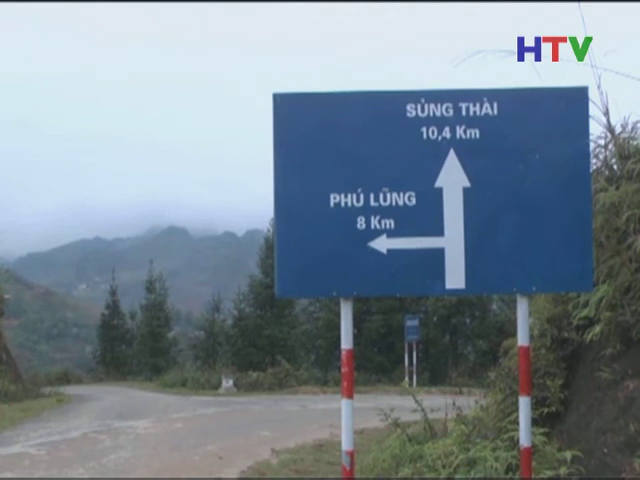 HTV
SỦNG THÀI
10,4 Km
PHÚ LŨNG
8 Km